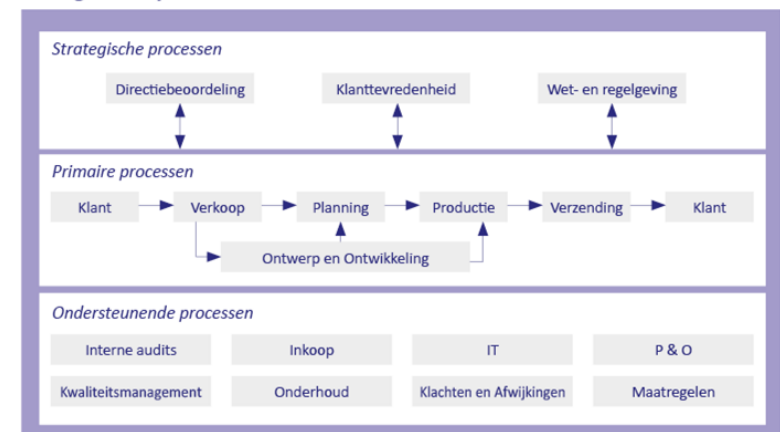 Strategische processen
Directiebeoordeling
Klanttevredenheid
Wet- en regelgeving
Primaire processen
Klant
Verkoop
Planning
Productie
Verzending
Klant
Ontwerp en Ontwikkeling
Ondersteunende processen
Interne audits
Inkoop
IT
P & O
Kwaliteitsmanagement
Onderhoud
Klachten en Afwijkingen
Maatregelen